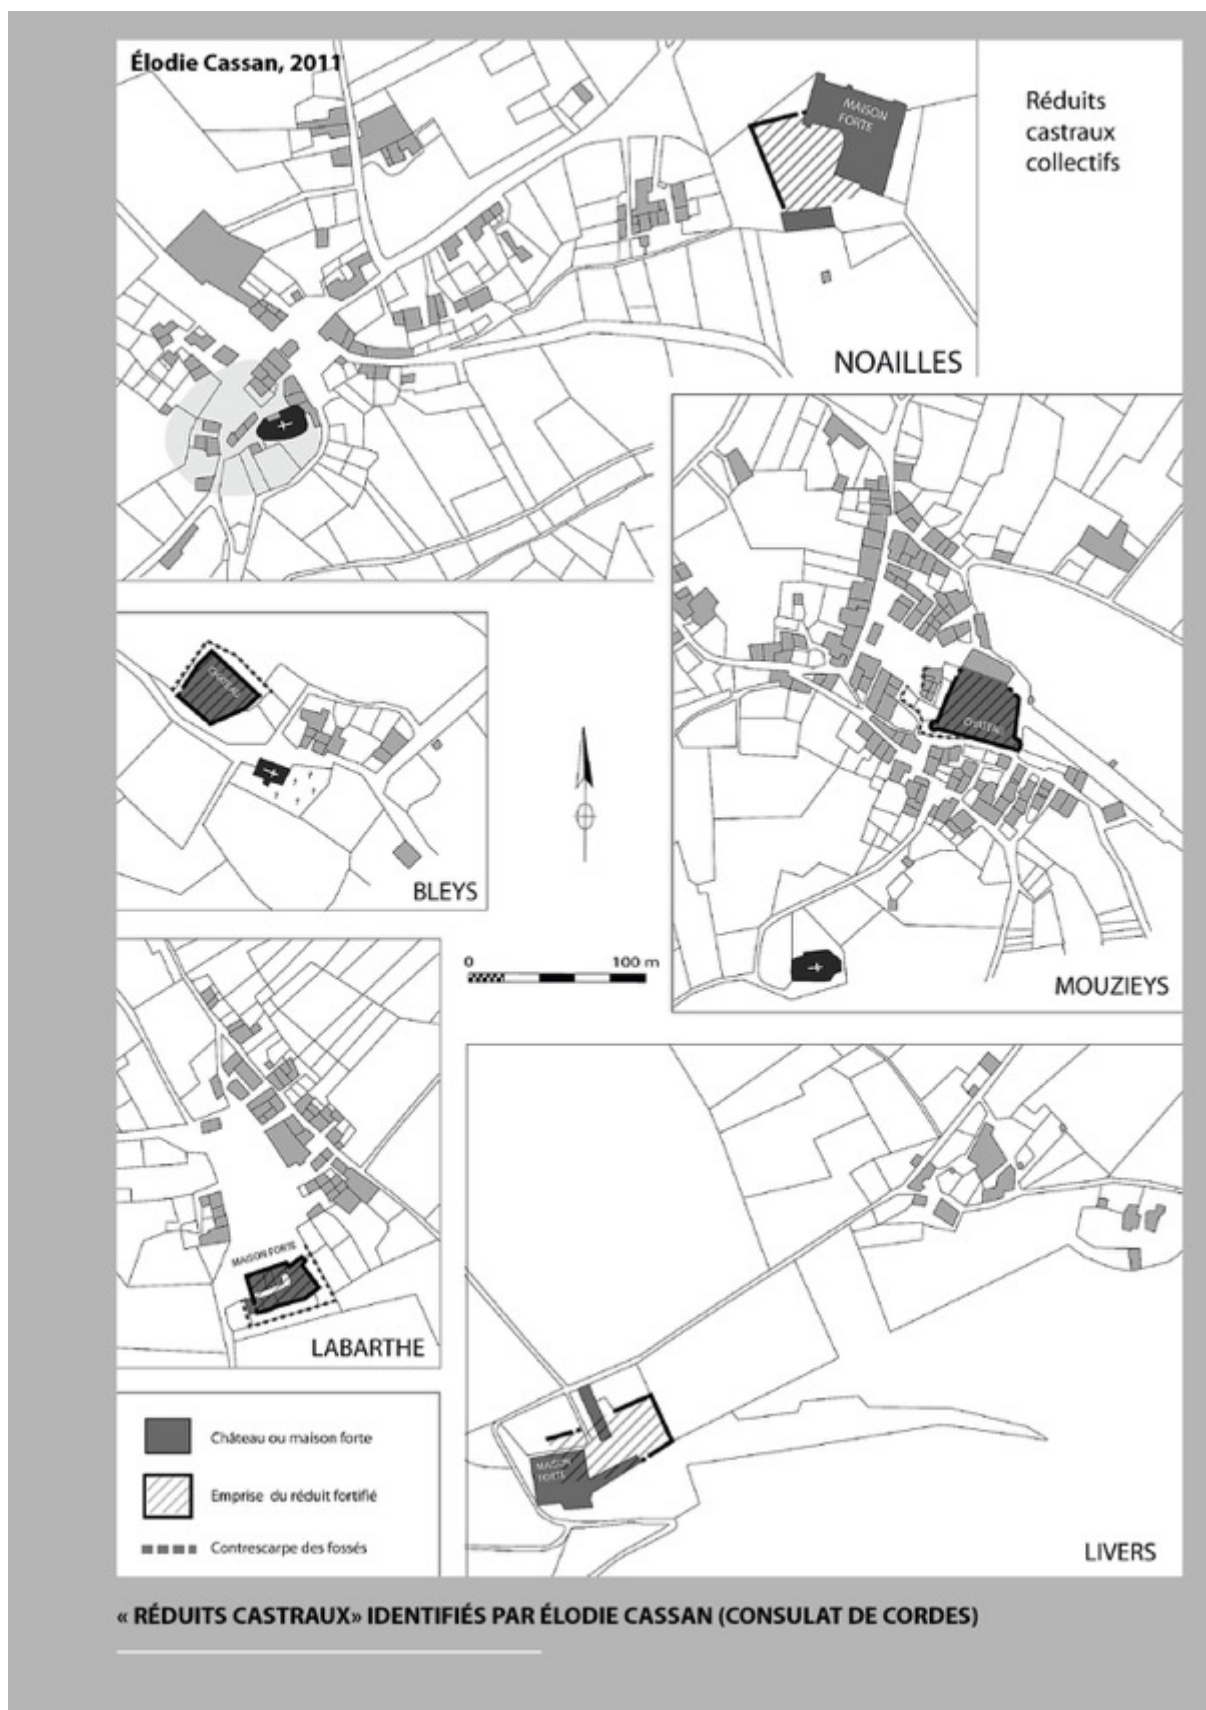 Élodie Cassan, 2011
MAISON
FORTE
Réduits
castraux
collectifs
NOAILLES
CHÂTEAU
BLEYS
CHÂTEAU
MOUZIEYS
0 100 m
MAISON FORTE
LABARTHE
MAISON
FORTE
LIVERS
Château ou maison forte
Emprise du réduit fortifié
Contrescarpe des fossés
« RÉDUITS CASTRAUX» IDENTIFIÉS PAR ÉLODIE CASSAN (CONSULAT DE CORDES)